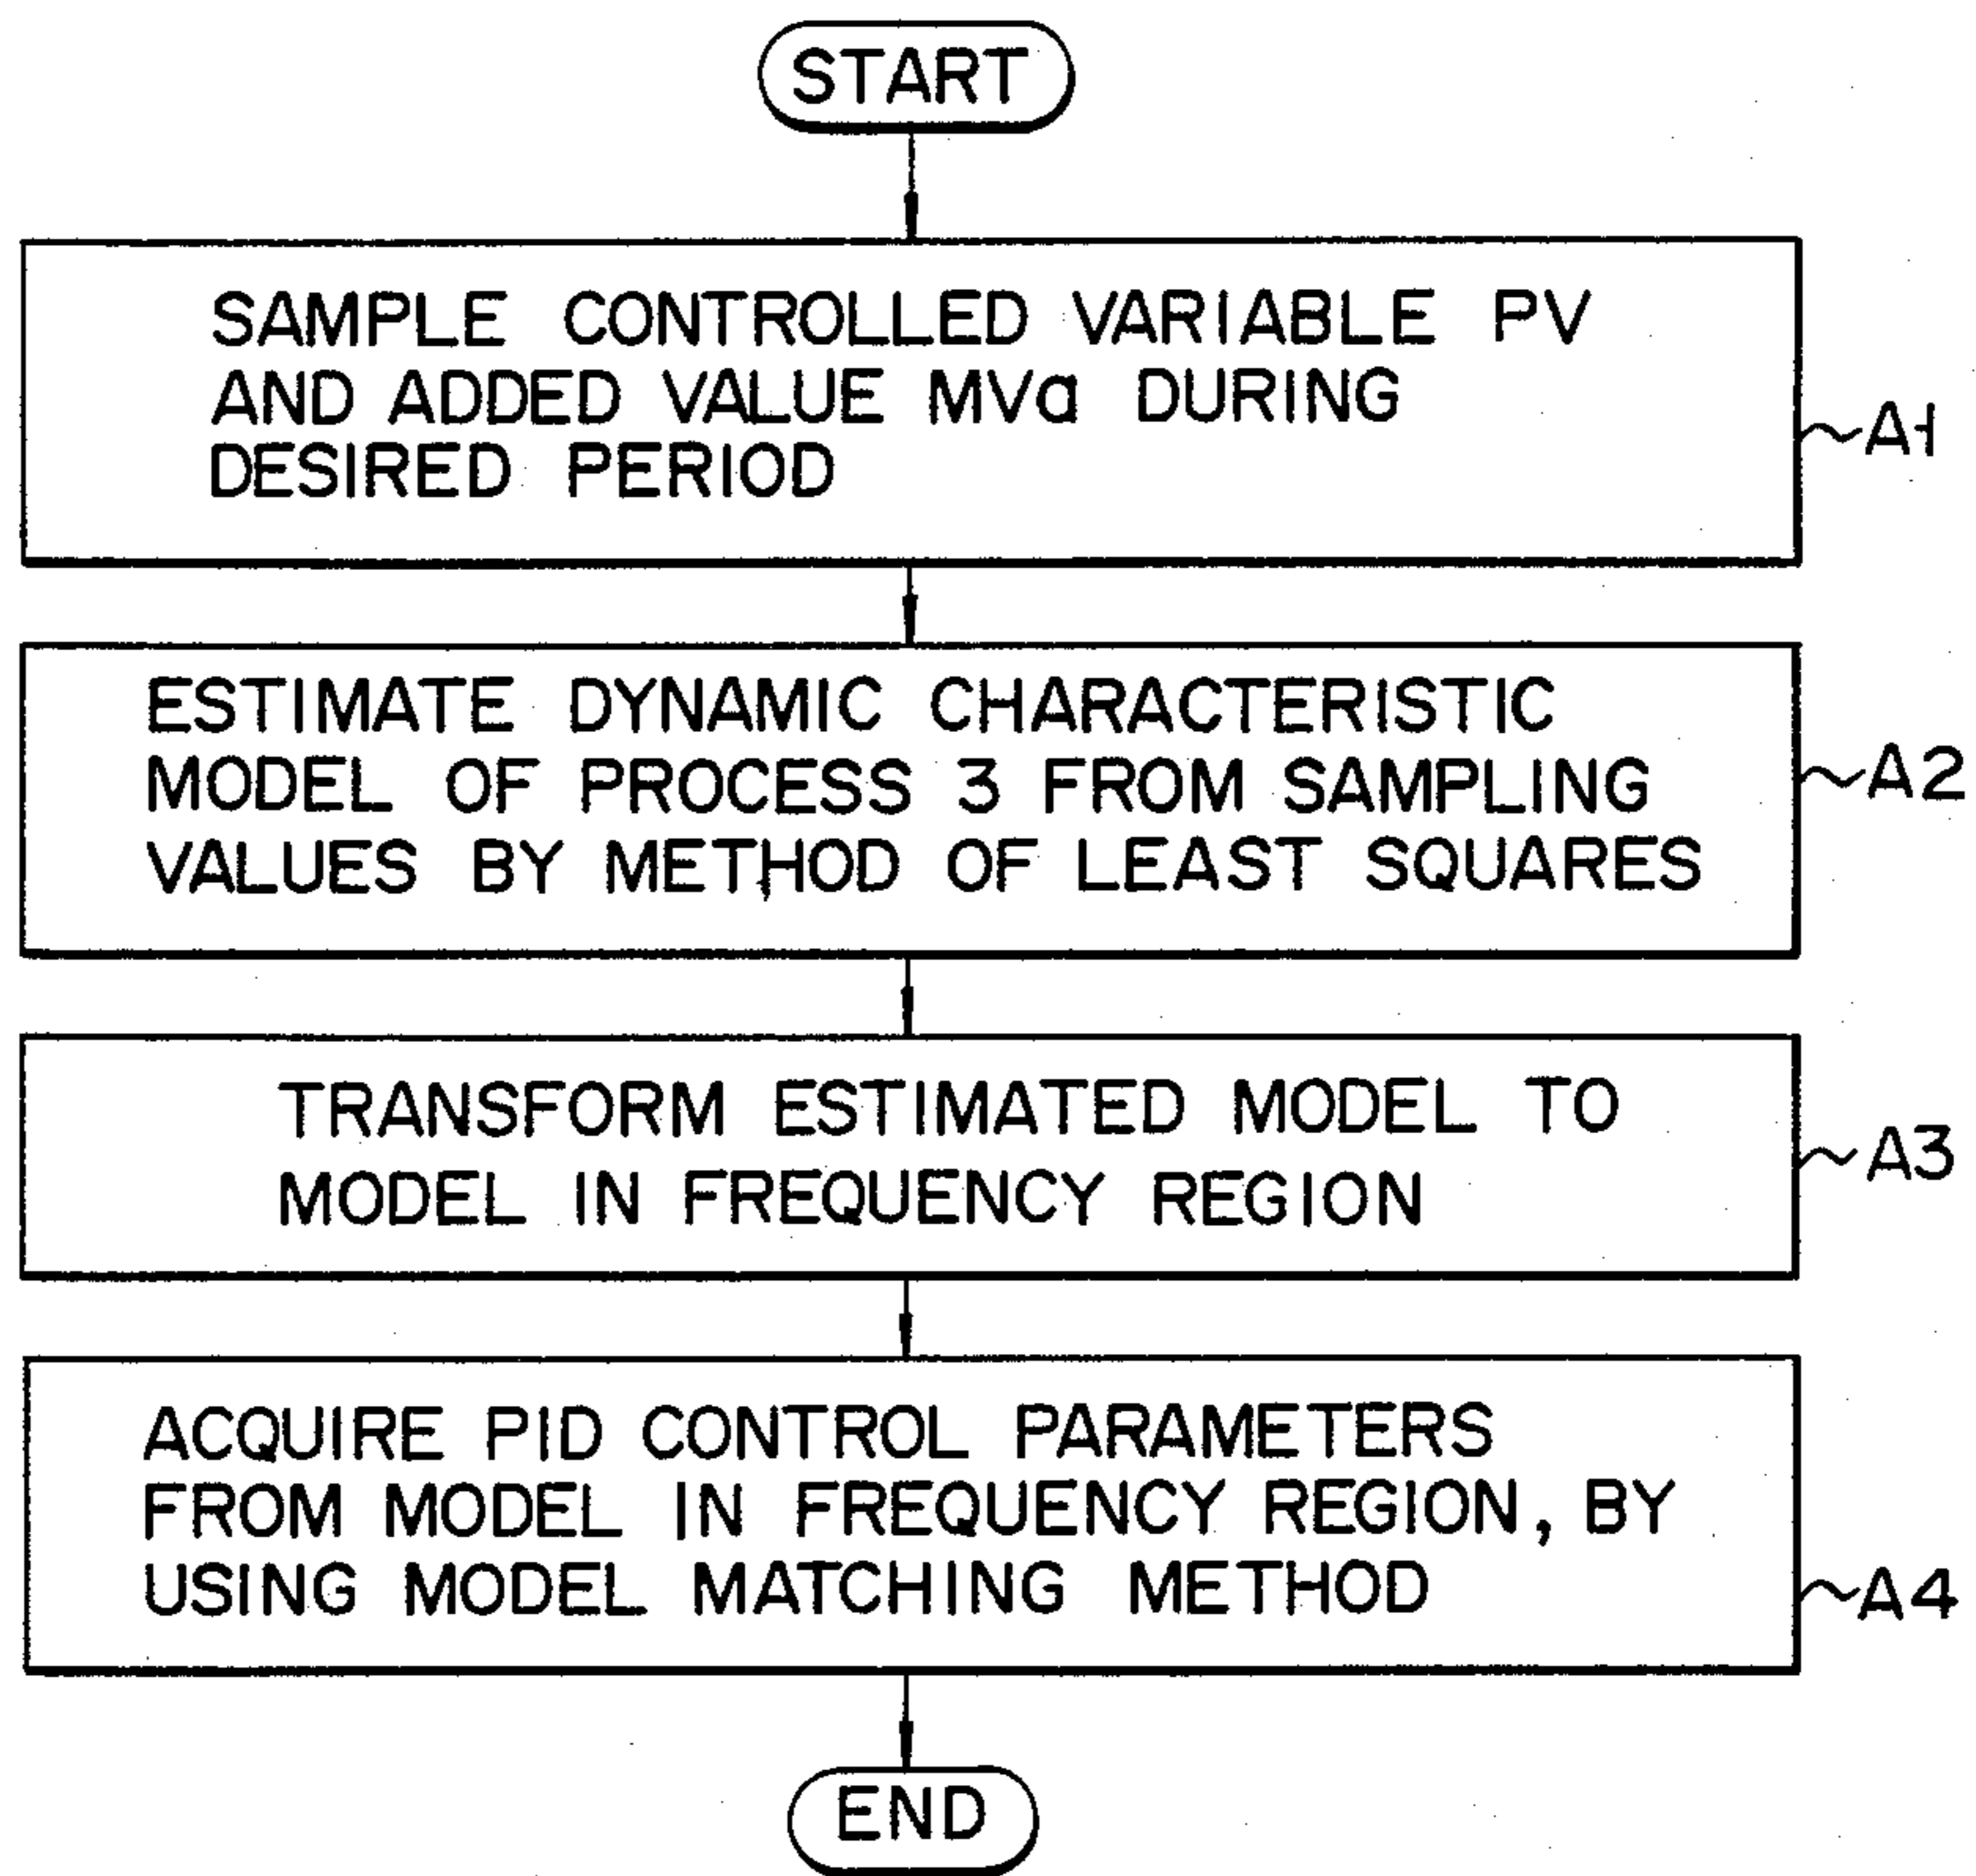 START
SAMPLE CONTROLLED VARIABLE PV
AND ADDED VALUE MVa DURING
DESIRED PERIOD
A1
ESTIMATE DYNAMIC CHARACTERISTIC
MODEL OF PROCESS 3 FROM SAMPLING
VALUES BY METHOD OF LEAST SQUARES
A2
TRANSFORM ESTIMATED MODEL TO
MODEL IN FREQUENCY REGION
A3
ACQUIRE PID CONTROL PARAMETERS
FROM MODEL IN FREQUENCY REGION, BY
USING MODEL MATCHING METHOD
A4
END